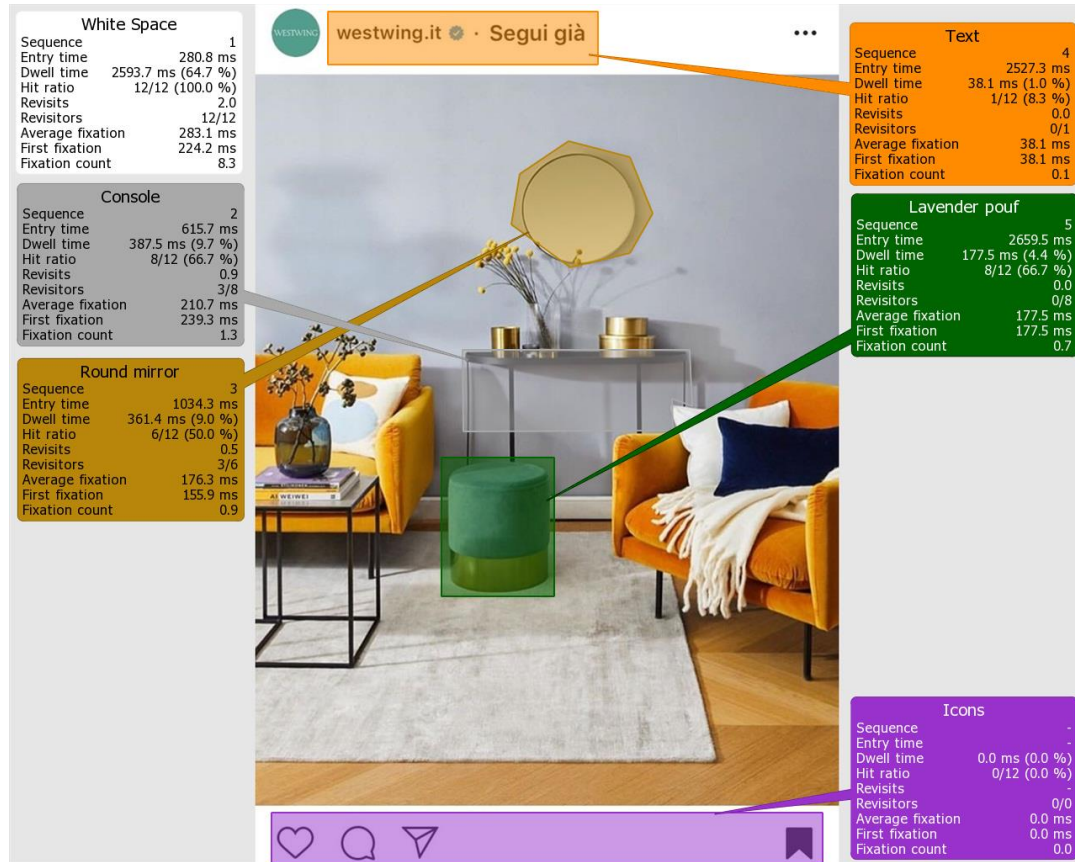 White Space
Sequence 1
Entry time 280.8 ms
Dwell time 2593.7 ms (64.7 %)
Hit ratio 12/12 (100.0 %)
Revisits 2.0
Revisitors 12/12
Average fixation 283.1 ms
First fixation 224.2 ms
Fixation count 8.3
Console
Sequence 2
Entry time 615.7 ms
Dwell time 387.5 ms (9.7 %)
Hit ratio 8/12 (66.7 %)
Revisits 0.9
Revisitors 3/8
Average fixation 210.7 ms
First fixation 239.3 ms
Fixation count 1.3
Round mirror
Sequence 3
Entry time 1034.3 ms
Dwell time 361.4 ms (9.0 %)
Hit ratio 6/12 (50.0 %)
Revisits 0.5
Revisitors 3/6
Average fixation 176.3 ms
First fixation 155.9 ms
Fixation count 0.9
WESTWING
westwing.it · Segui già
AI WEIWEI
Text
Sequence 4
Entry time 2527.3 ms
Dwell time 38.1 ms (1.0 %)
Hit ratio 1/12 (8.3 %)
Revisits 0.0
Revisitors 0/1
Average fixation 38.1 ms
First fixation 38.1 ms
Fixation count 0.1
Lavender pouf
Sequence 5
Entry time 2659.5 ms
Dwell time 177.5 ms (4.4 %)
Hit ratio 8/12 (66.7 %)
Revisits 0.0
Revisitors 0/8
Average fixation 177.5 ms
First fixation 177.5 ms
Fixation count 0.7
Icons
Sequence -
Entry time -
Dwell time 0.0 ms (0.0 %)
Hit ratio 0/12 (0.0 %)
Revisits -
Revisitors 0/0
Average fixation 0.0 ms
First fixation 0.0 ms
Fixation count 0.0